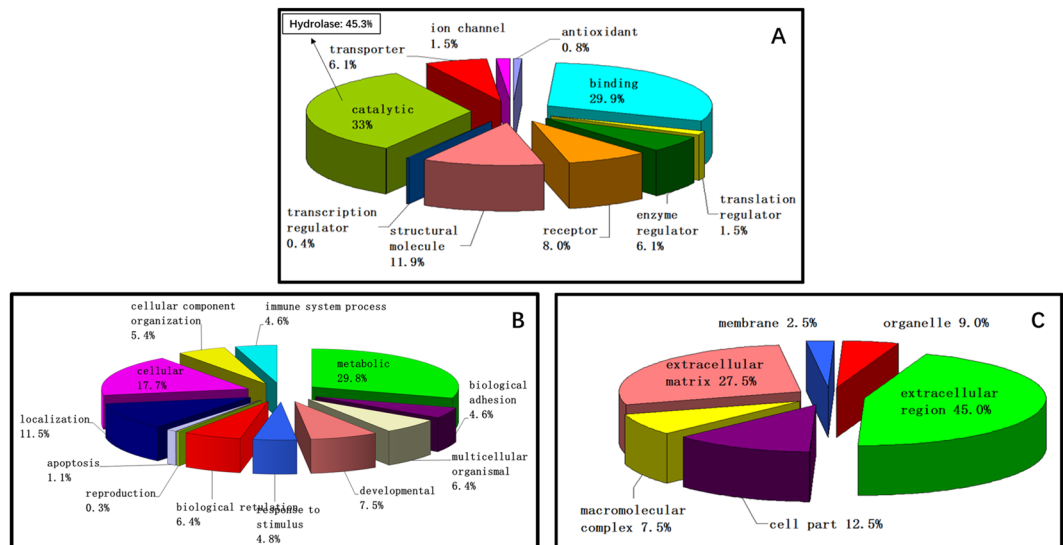 Hydrolase: 45.3%
ion channel
1.5%
antioxidant
0.8%
A
transporter
6.1%
binding
29.9%
catalytic
33%
transcription
regulator
0.4%
structural
molecule
11.9%
receptor
8.0%
enzyme
regulator
6.1%
translation
regulator
1.5%
B
cellular component
organization
5.4%
immune system process
4.6%
metabolic
29.8%
cellular
17.7%
biological
adhesion
4.6%
localization
11.5%
multicellular
organismal
6.4%
apoptosis
1.1%
developmental
7.5%
reproduction
0.3%
biological retulation
6.4%
response to
stimulus
4.8%
C
membrane 2.5%
organelle 9.0%
extracellular
matrix 27.5%
extracellular
region 45.0%
macromolecular
complex 7.5%
cell part 12.5%